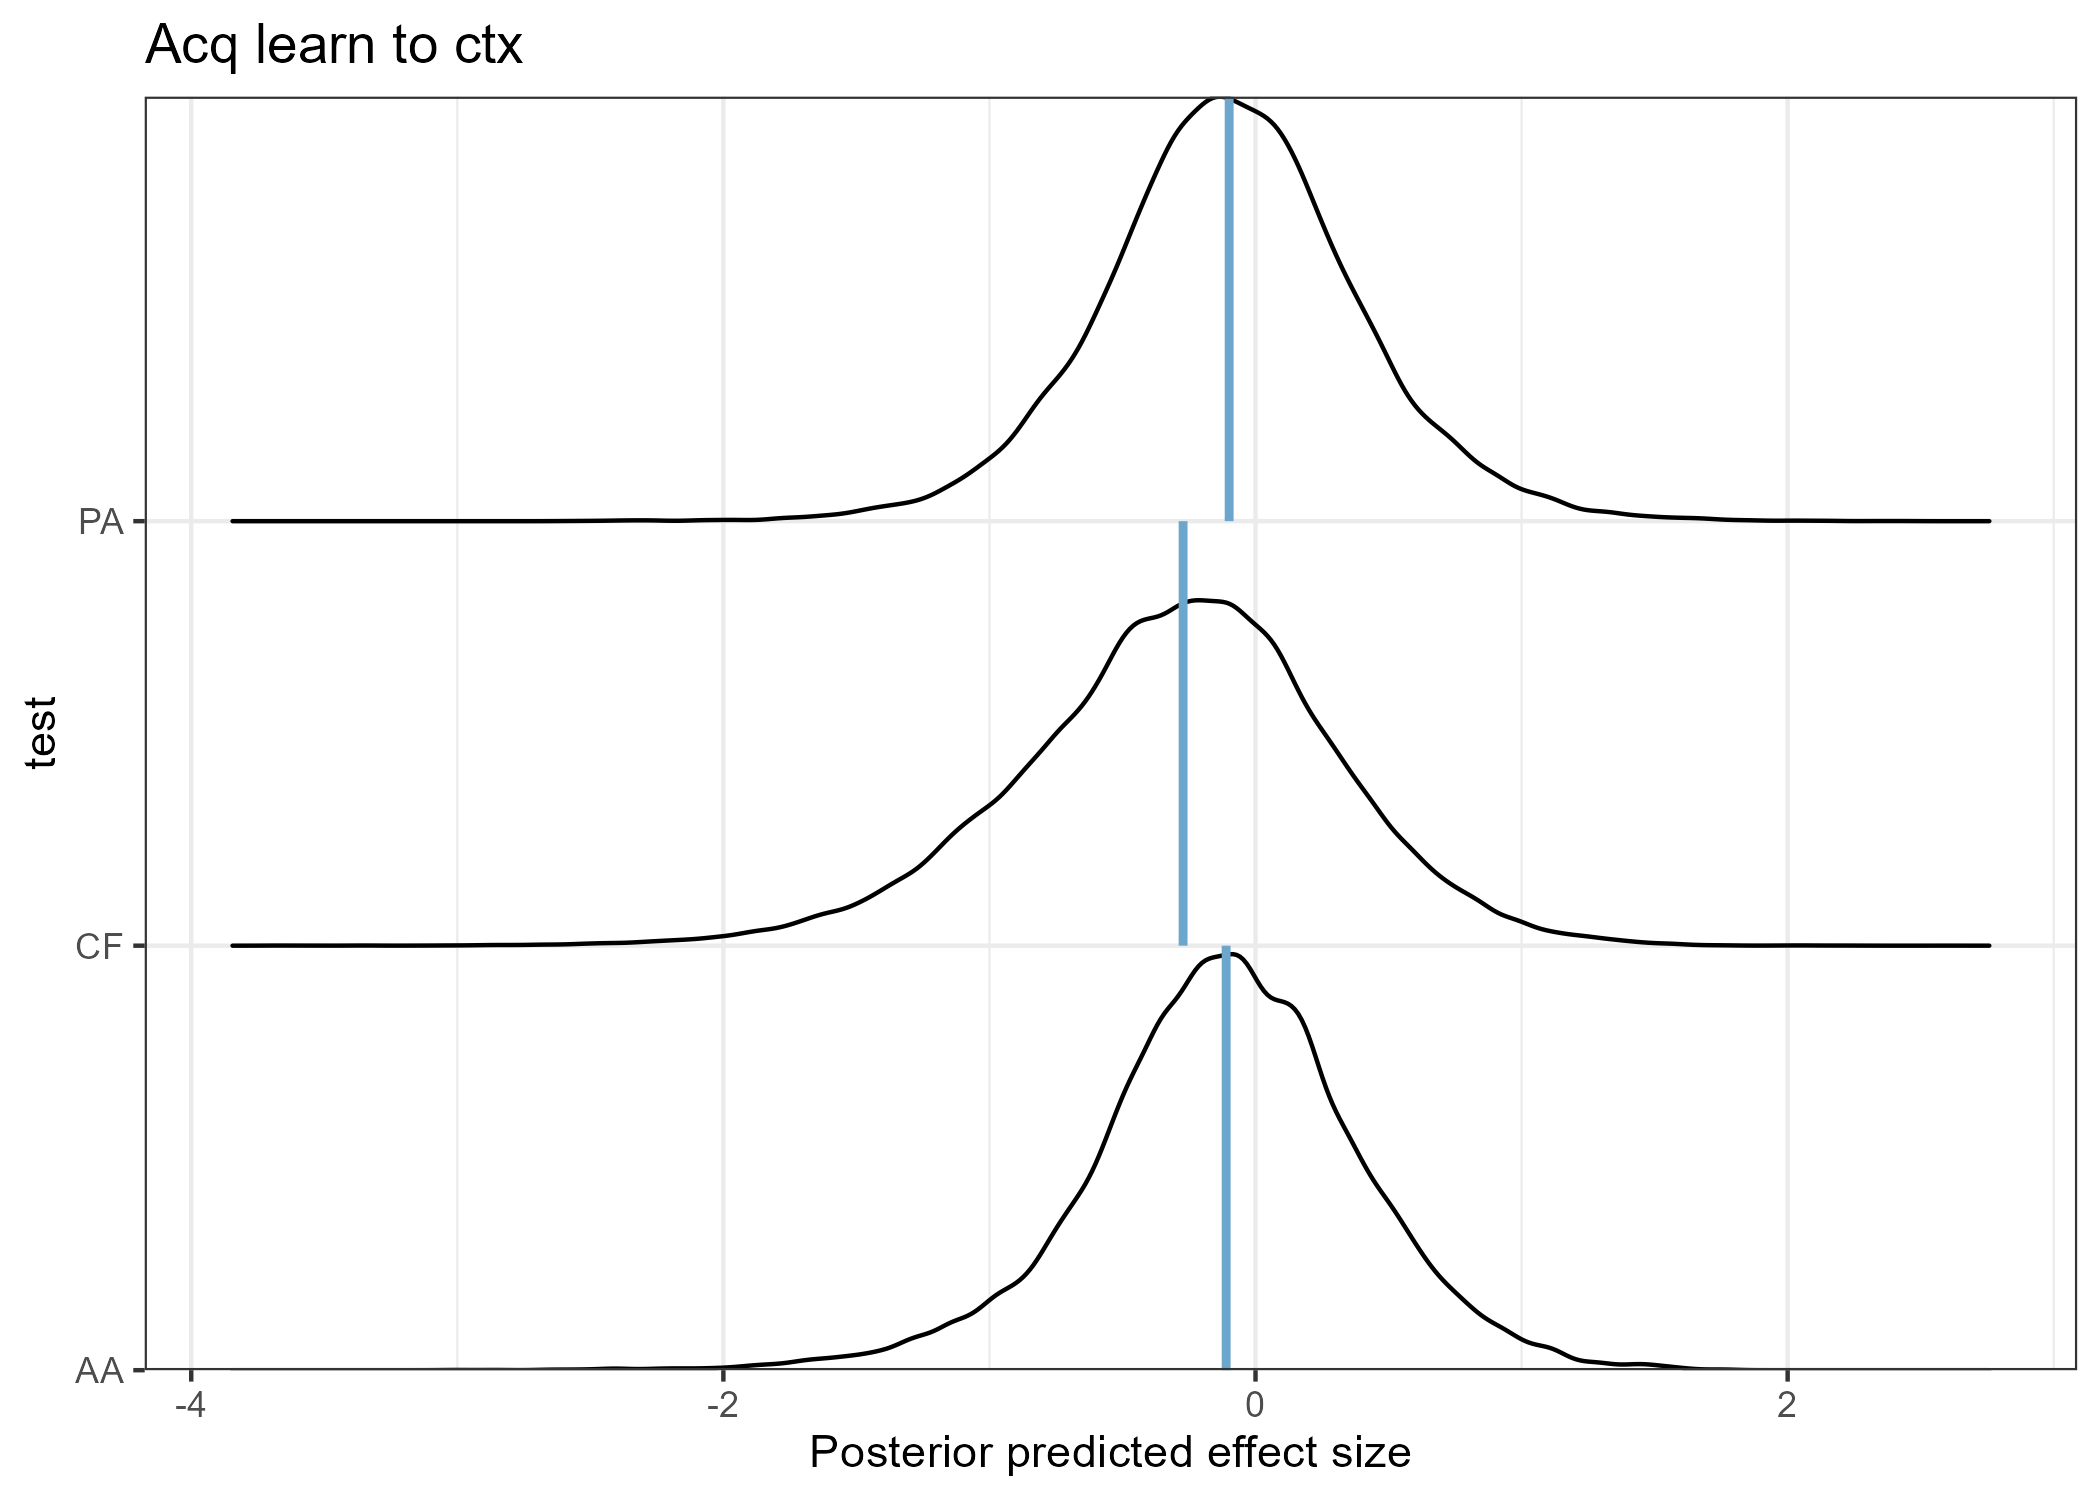 Acq learn to ctx
test
PA
CF
AA
-4
-2
0
2
Posterior predicted effect size